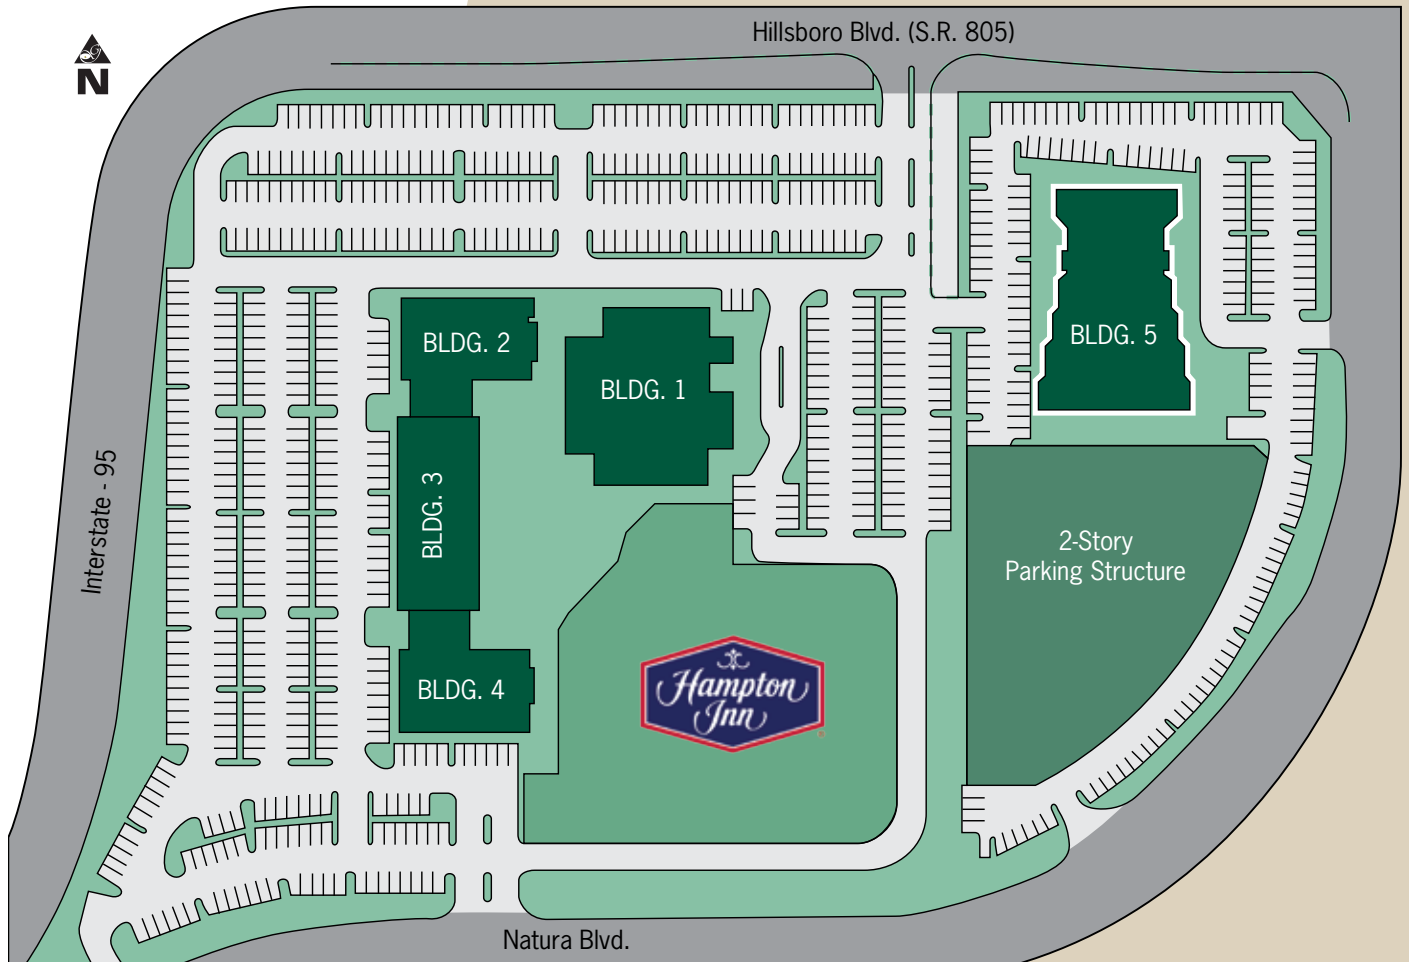 Hillsboro Blvd. (S.R. 805)
N
BLDG. 2
BLDG. 1
BLDG. 5
BLDG. 3
Interstate - 95
2-Story
Parking Structure
BLDG. 4
Hampton
Inn
Natura Blvd.